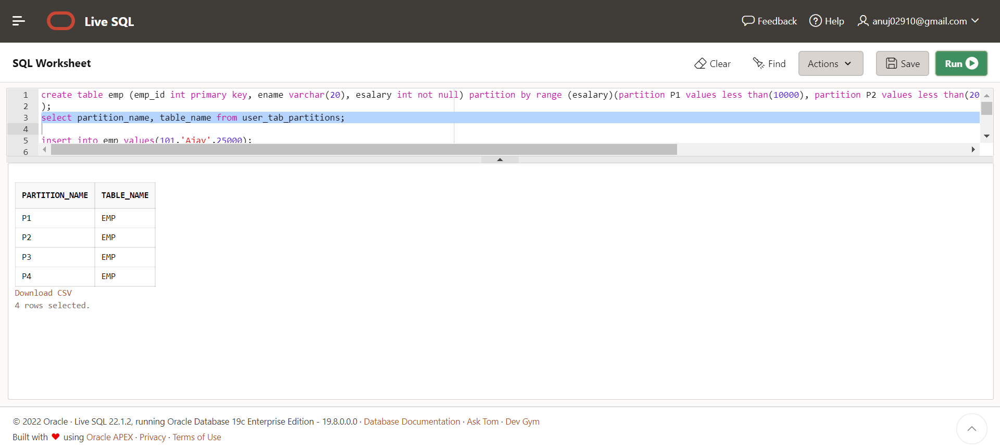 Live SQL
Feedback
Help
anuj02910@gmail.com
SQL Worksheet
Clear
Find
Actions
Save
Run
1 create table emp (emp_id int primary key, ename varchar(20), esalary int not null) partition by range (esalary)(partition P1 values less than(10000), partition P2 values less than(20
2 );
3 select partition_name, table_name from user_tab_partitions;
4
5 insert into emp values(101,'Ajay',25000);
6
PARTITION_NAME TABLE_NAME
P1 EMP
P2 EMP
P3 EMP
P4 EMP
Download CSV
4 rows selected.
© 2022 Oracle · Live SQL 22.1.2, running Oracle Database 19c Enterprise Edition - 19.8.0.0.0 · Database Documentation · Ask Tom · Dev Gym
Built with ❤ using Oracle APEX · Privacy · Terms of Use